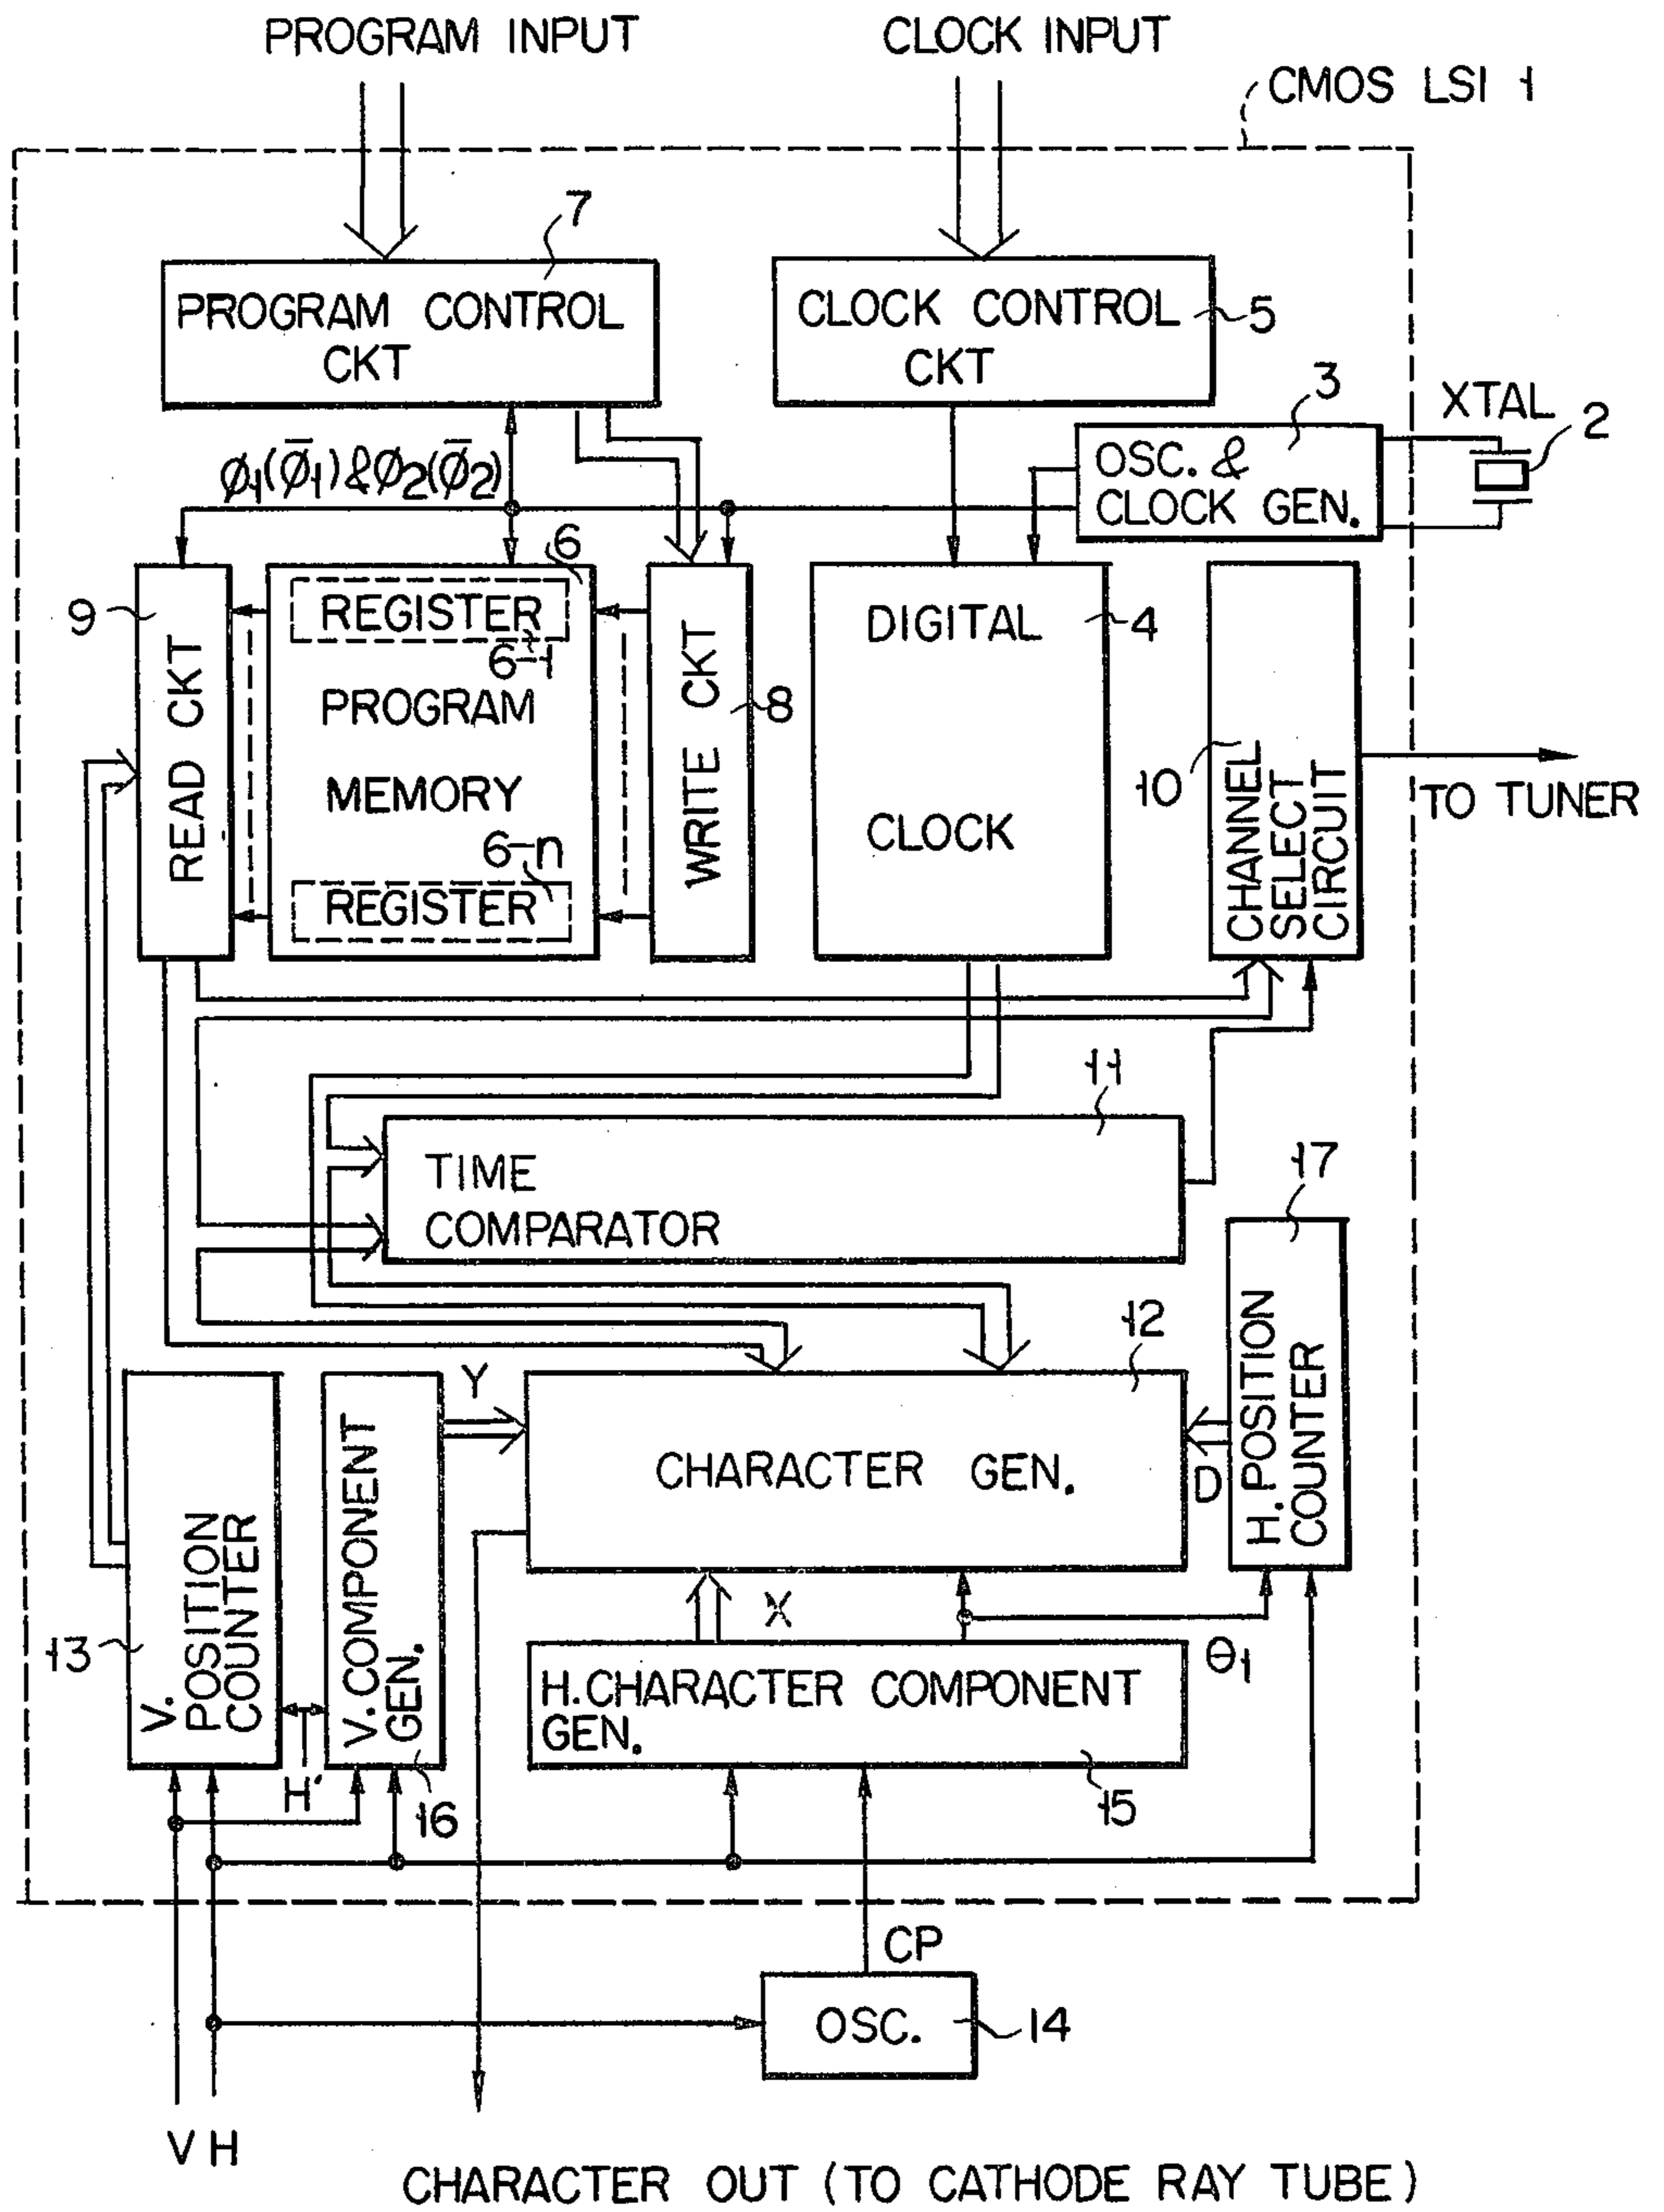 PROGRAM INPUT
CLOCK INPUT
CMOS LSI 1
7
PROGRAM CONTROL
CKT
CLOCK CONTROL
CKT
5
3
XTAL
2
OSC. &
CLOCK GEN.
ϕ1(ϕ̅1)&ϕ2(ϕ̅2)
6
9
READ CKT
REGISTER
6-1
PROGRAM
MEMORY
6-n
REGISTER
WRITE CKT
8
DIGITAL
CLOCK
4
10
CHANNEL
SELECT
CIRCUIT
TO TUNER
11
TIME
COMPARATOR
17
H. POSITION
COUNTER
12
Y
CHARACTER GEN.
D
13
V.
POSITION
COUNTER
V. COMPONENT
GEN.
H'
16
X
θ1
H. CHARACTER COMPONENT
GEN.
15
CP
OSC.
14
V H
CHARACTER OUT (TO CATHODE RAY TUBE)